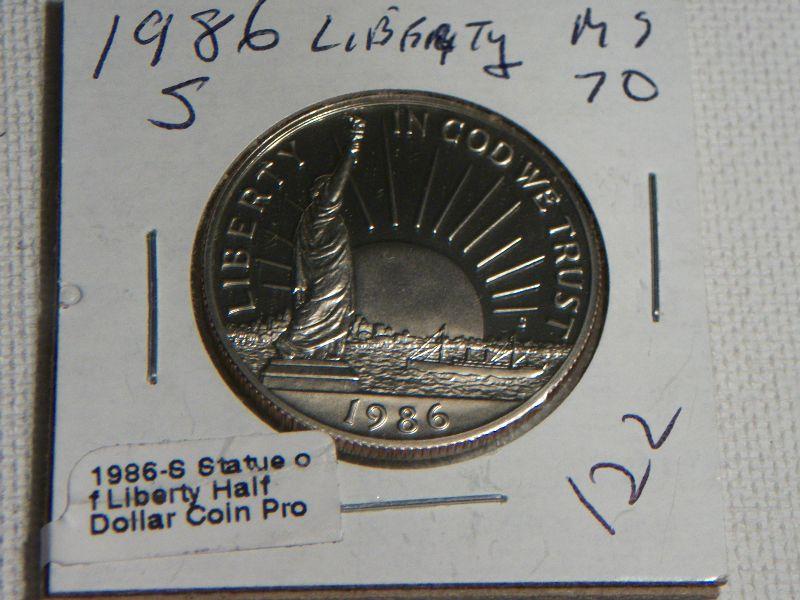 1986 LIBERTY MS
S 70
LIBERTY
IN GOD WE TRUST
S
1986
122
1986-S Statue o
f Liberty Half
Dollar Coin Pro